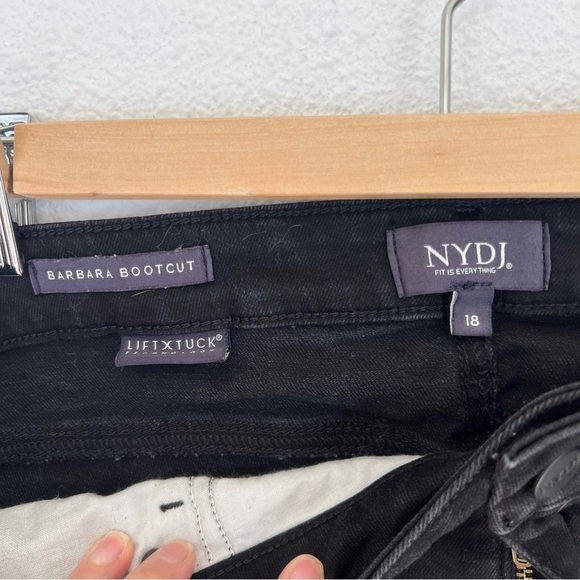 BARBARA BOOTCUT
NYDJ®
FIT IS EVERYTHING
18
LIFTXTUCK®